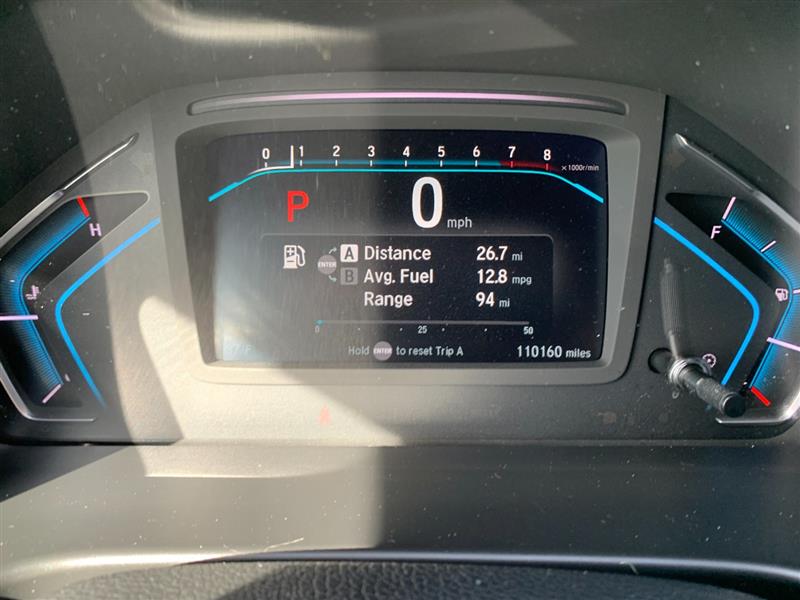 0 1 2 3 4 5 6 7 8 ×1000r/min
P 0 mph
H
F
A Distance 26.7 mi
ENTER
B Avg. Fuel 12.8 mpg
Range 94 mi
0 25 50
Hold ENTER to reset Trip A 110160 miles